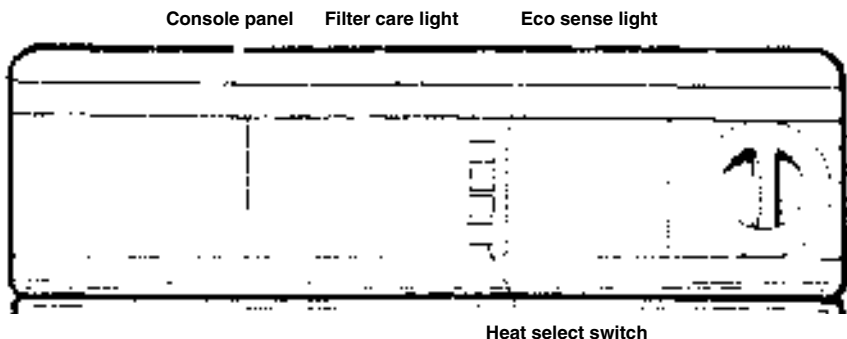 Console panel Filter care light Eco sense light
Heat select switch